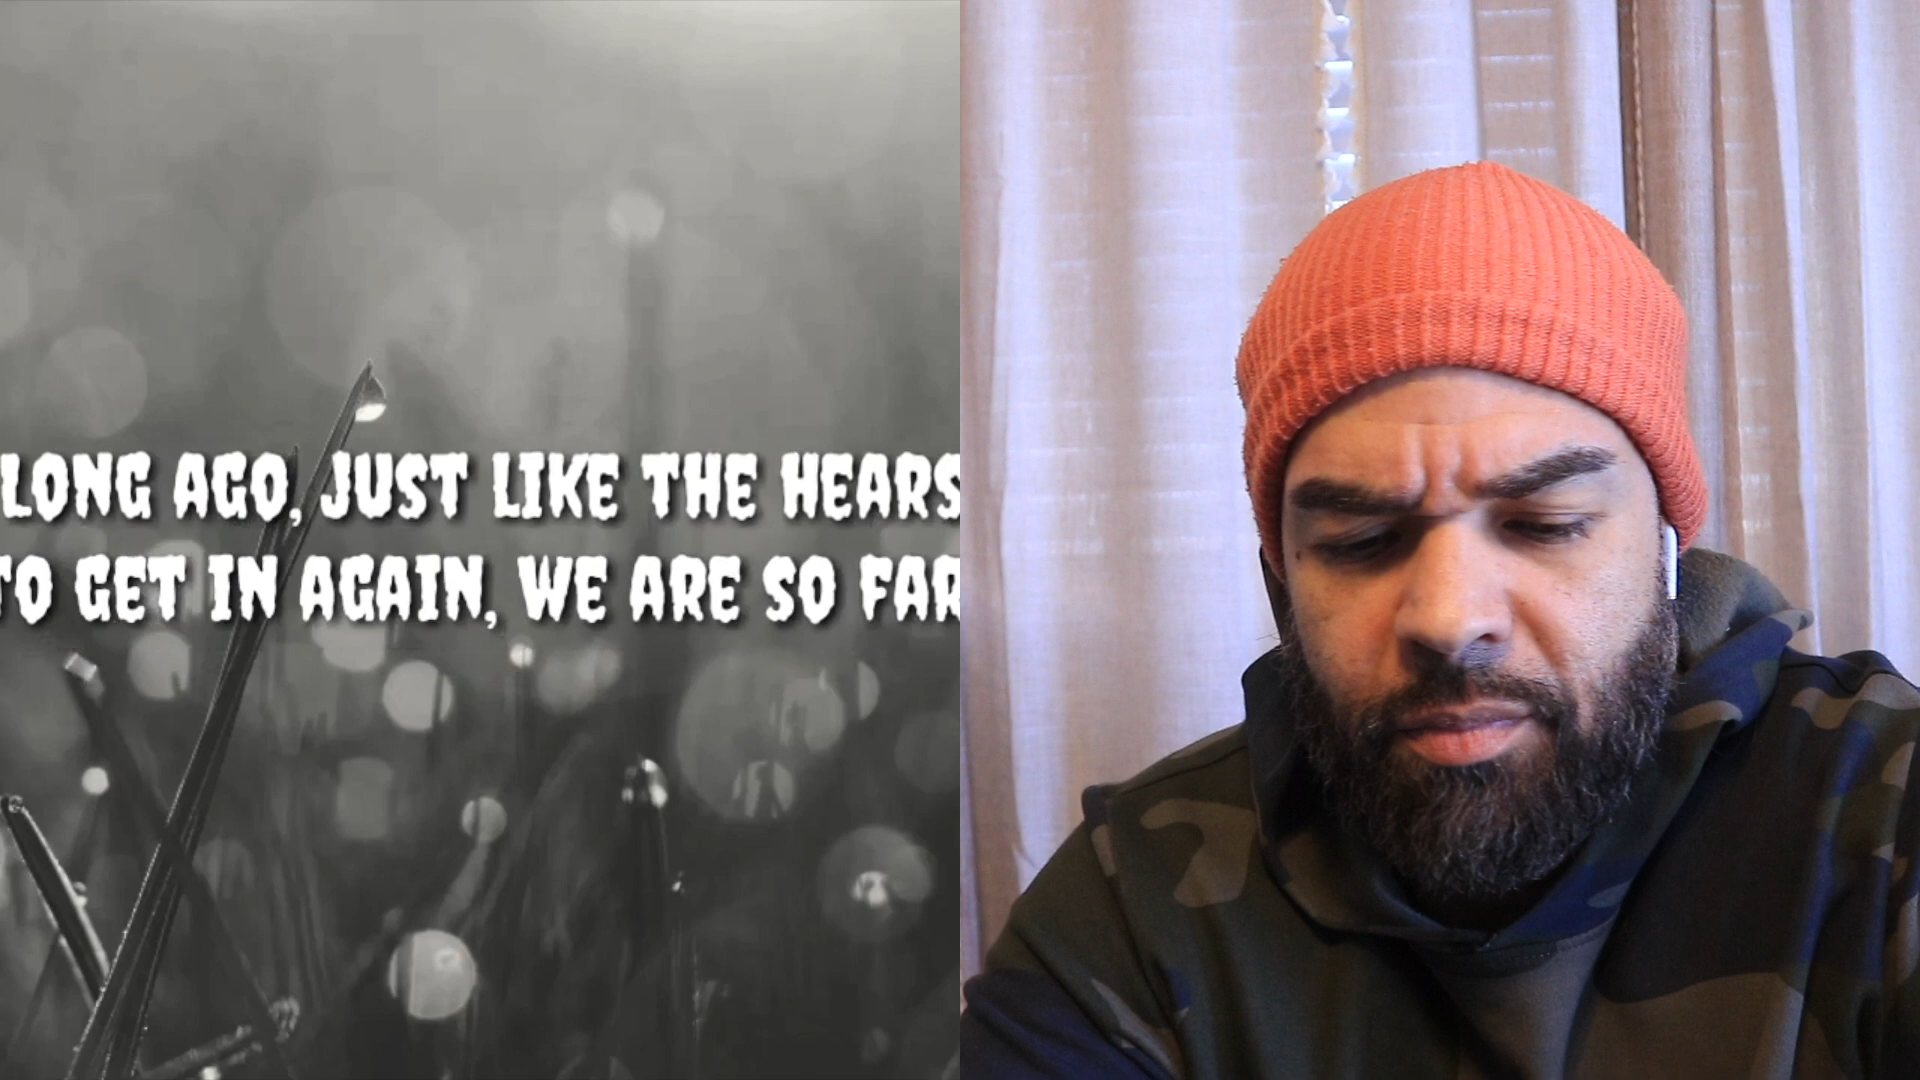 LONG AGO, JUST LIKE THE HEARS
TO GET IN AGAIN, WE ARE SO FAR